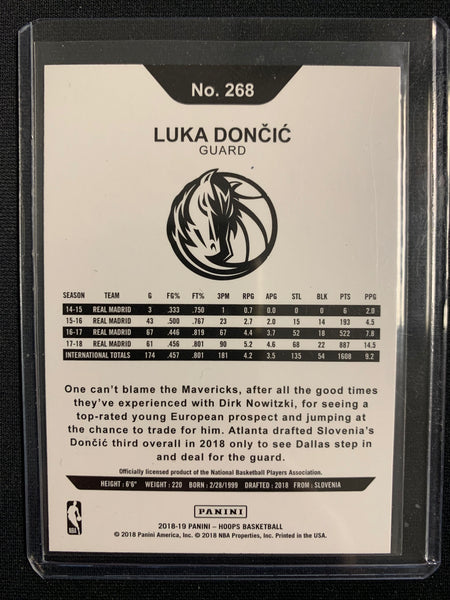 No. 268
LUKA DONČIĆ
GUARD
SEASON TEAM G FG% FT% 3PM RPG APG STL BLK PTS PPG
14-15 REAL MADRID 3 .333 .750 1 0.7 0.0 0 0 6 2.0
15-16 REAL MADRID 43 .500 .767 23 2.7 2.0 15 14 193 4.5
16-17 REAL MADRID 67 .446 .819 67 4.4 3.7 52 18 522 7.8
17-18 REAL MADRID 61 .456 .801 90 5.2 4.6 68 22 887 14.5
INTERNATIONAL TOTALS 174 .457 .801 181 4.2 3.5 135 54 1608 9.2
One can't blame the Mavericks, after all the good times
they've experienced with Dirk Nowitzki, for seeing a
top-rated young European prospect and jumping at
the chance to trade for him. Atlanta drafted Slovenia's
Dončić third overall in 2018 only to see Dallas step in
and deal for the guard.
Officially licensed product of the National Basketball Players Association.
HEIGHT: 6'6" WEIGHT: 220 BORN: 2/28/1999 DRAFTED: 2018 FROM: SLOVENIA
PANINI
NBA
2018-19 PANINI – HOOPS BASKETBALL
© 2018 Panini America, Inc. © 2018 NBA Properties, Inc. Printed in the USA.